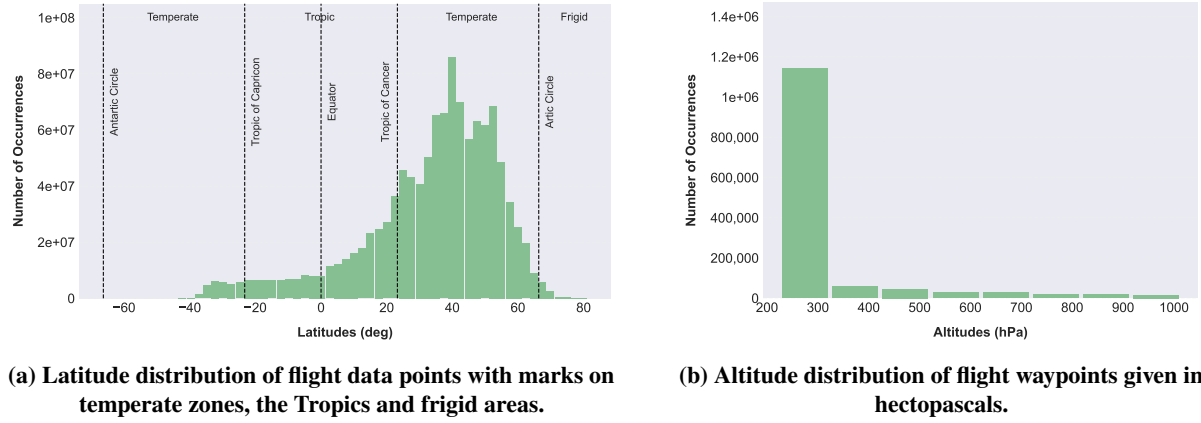 Temperate
Tropic
Temperate
Frigid
1e+08
8e+07
6e+07
4e+07
2e+07
0
Number of Occurrences
Antartic Circle
Tropic of Capricon
Equator
Tropic of Cancer
Artic Circle
−60 −40 −20 0 20 40 60 80
Latitudes (deg)
(a) Latitude distribution of flight data points with marks on
temperate zones, the Tropics and frigid areas.
1.4e+06
1.2e+06
1e+06
800,000
600,000
400,000
200,000
0
Number of Occurrences
200 300 400 500 600 700 800 900 1000
Altitudes (hPa)
(b) Altitude distribution of flight waypoints given in
hectopascals.